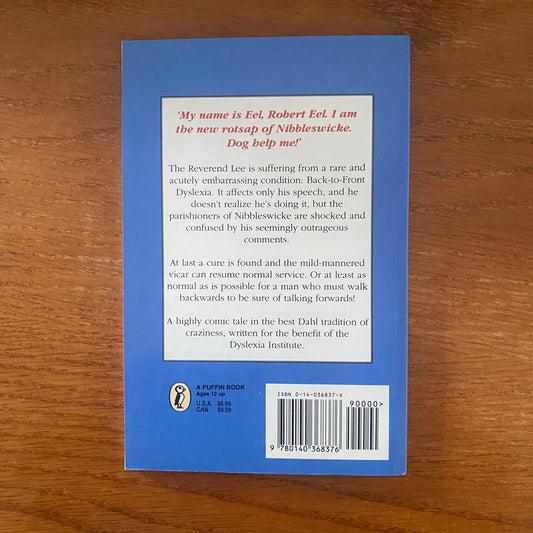 ‘My name is Eel, Robert Eel. I am
the new rotsap of Nibbleswicke.
Dog help me!’
The Reverend Lee is suffering from a rare and
acutely embarrassing condition: Back-to-Front
Dyslexia. It affects only his speech, and he
doesn't realize he's doing it, but the
parishioners of Nibbleswicke are shocked and
confused by his seemingly outrageous
comments.
At last a cure is found and the mild-mannered
vicar can resume normal service. Or at least as
normal as is possible for a man who must walk
backwards to be sure of talking forwards!
A highly comic tale in the best Dahl tradition of
craziness, written for the benefit of the
Dyslexia Institute.
A PUFFIN BOOK
Ages 12 up
U.S.A. $6.99
CAN $9.99
ISBN 0-14-036837-X
90000>
9 780140 368376